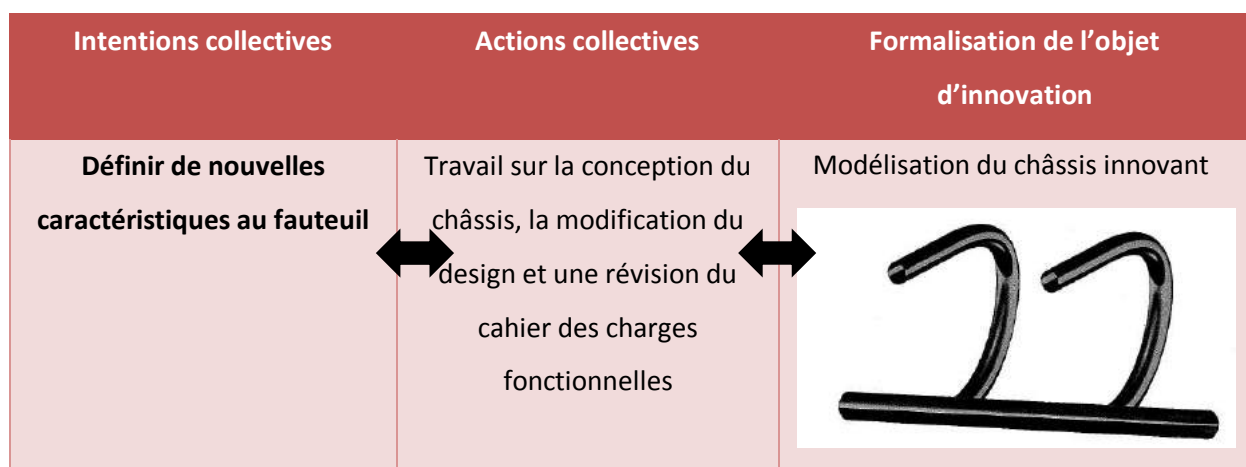 Intentions collectives
Actions collectives
Formalisation de l’objet
d’innovation
Définir de nouvelles
caractéristiques au fauteuil
Travail sur la conception du
châssis, la modification du
design et une révision du
cahier des charges
fonctionnelles
Modélisation du châssis innovant